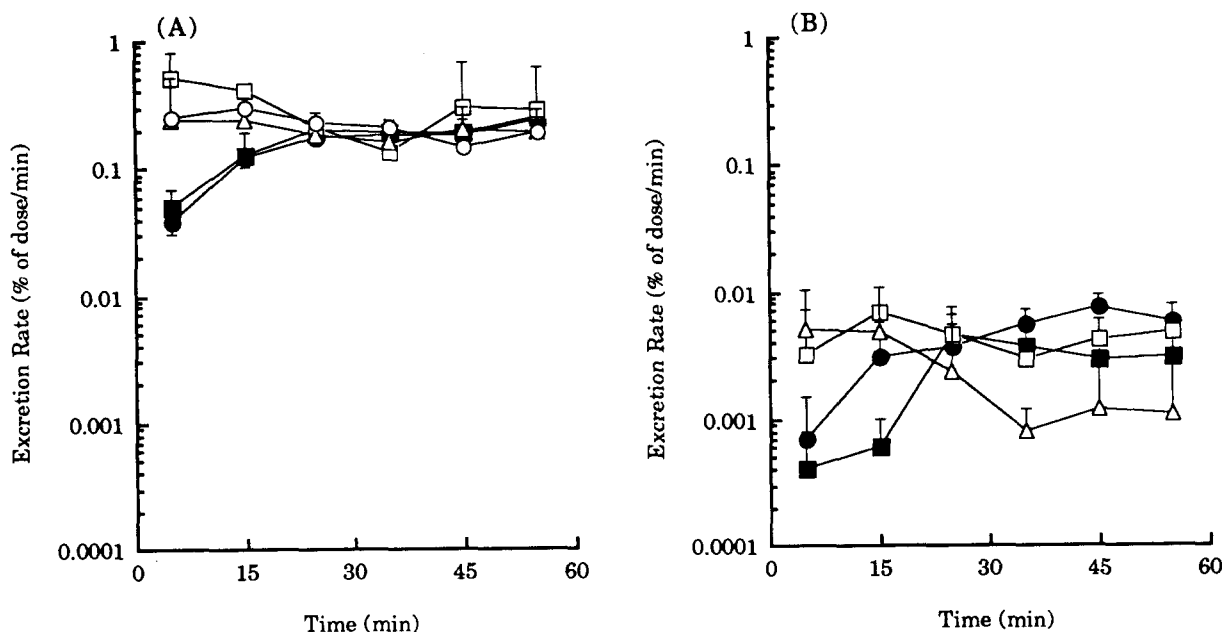 (A)
Excretion Rate (% of dose/min)
1
0.1
0.01
0.001
0.0001
0 15 30 45 60
Time (min)
(B)
Excretion Rate (% of dose/min)
1
0.1
0.01
0.001
0.0001
0 15 30 45 60
Time (min)